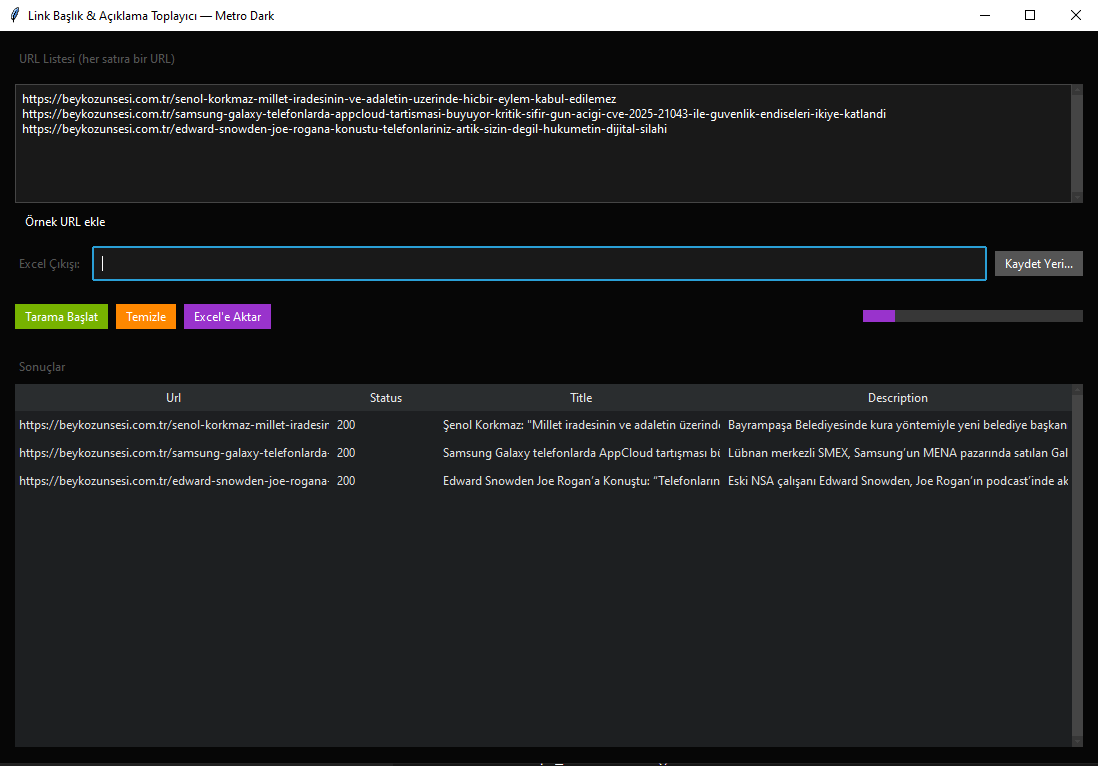 Link Başlık & Açıklama Toplayıcı — Metro Dark
URL Listesi (her satıra bir URL)
https://beykozunsesi.com.tr/senol-korkmaz-millet-iradesinin-ve-adaletin-uzerinde-hicbir-eylem-kabul-edilemez
https://beykozunsesi.com.tr/samsung-galaxy-telefonlarda-appcloud-tartismasi-buyuyor-kritik-sifir-gun-acigi-cve-2025-21043-ile-guvenlik-endiseleri-ikiye-katlandi
https://beykozunsesi.com.tr/edward-snowden-joe-rogana-konustu-telefonlariniz-artik-sizin-degil-hukumetin-dijital-silahi
Örnek URL ekle
Excel Çıkışı: Kaydet Yeri...
Tarama Başlat Temizle Excel'e Aktar
Sonuçlar
Url Status Title Description
https://beykozunsesi.com.tr/senol-korkmaz-millet-iradesin 200 Şenol Korkmaz: "Millet iradesinin ve adaletin üzerinde Bayrampaşa Belediyesinde kura yöntemiyle yeni belediye başkan
https://beykozunsesi.com.tr/samsung-galaxy-telefonlarda- 200 Samsung Galaxy telefonlarda AppCloud tartışması bü Lübnan merkezli SMEX, Samsung’un MENA pazarında satılan Gal
https://beykozunsesi.com.tr/edward-snowden-joe-rogana- 200 Edward Snowden Joe Rogan’a Konuştu: “Telefonların Eski NSA çalışanı Edward Snowden, Joe Rogan’ın podcast’inde ak